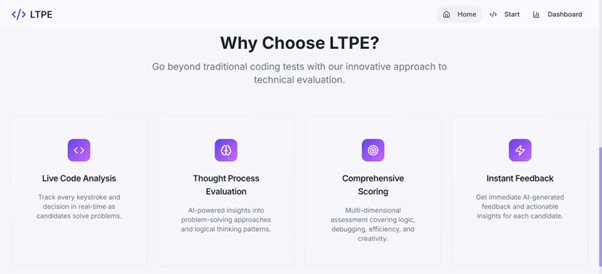 LTPE
Home
Start
Dashboard
Why Choose LTPE?
Go beyond traditional coding tests with our innovative approach to
technical evaluation.
Live Code Analysis
Track every keystroke and
decision in real-time as
candidates solve problems.
Thought Process
Evaluation
AI-powered insights into
problem-solving approaches
and logical thinking patterns.
Comprehensive
Scoring
Multi-dimensional
assessment covering logic,
debugging, efficiency, and
creativity.
Instant Feedback
Get immediate AI-generated
feedback and actionable
insights for each candidate.